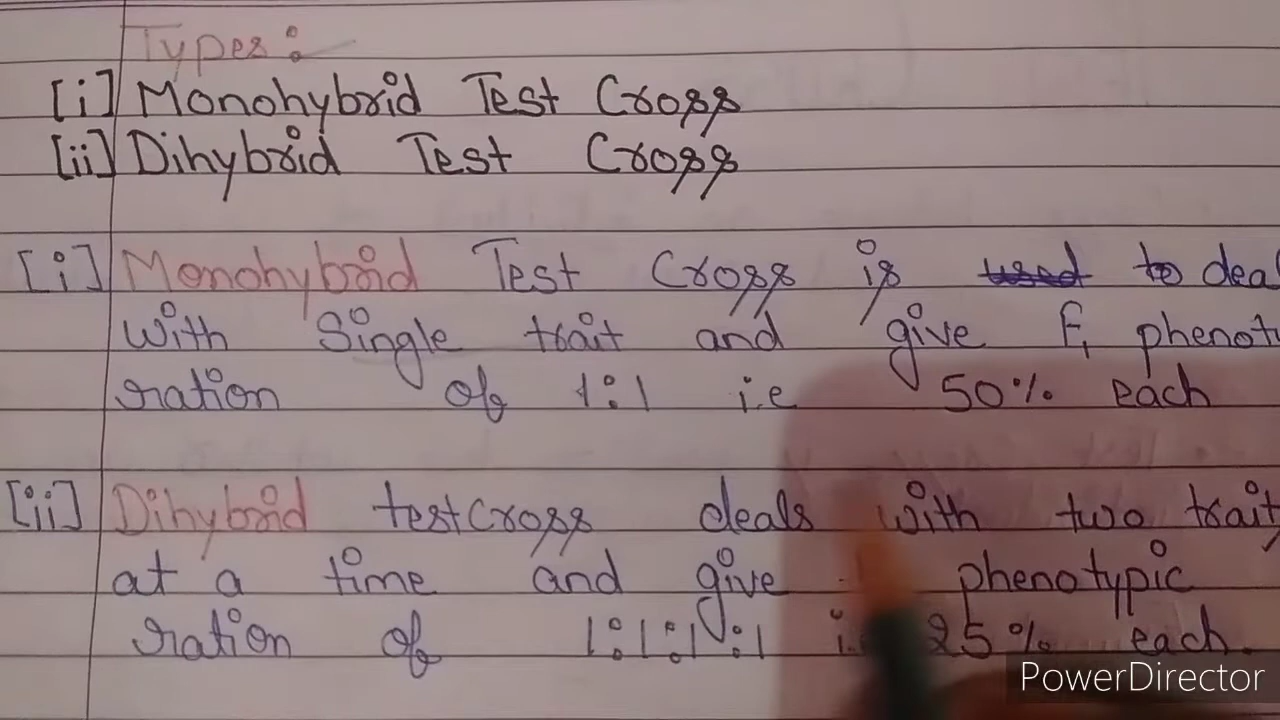 Types:
[i] Monohybrid Test Cross
[ii] Dihybrid Test Cross
[i] Monohybrid Test Cross is used to dea
with Single trait and give F1 phenoty
ration of 1:1 i.e 50% each
[ii] Dihybrid testcross deals with two trait
at a time and give phenotypic
ration of 1:1:1:1 i.e 25% each.
PowerDirector